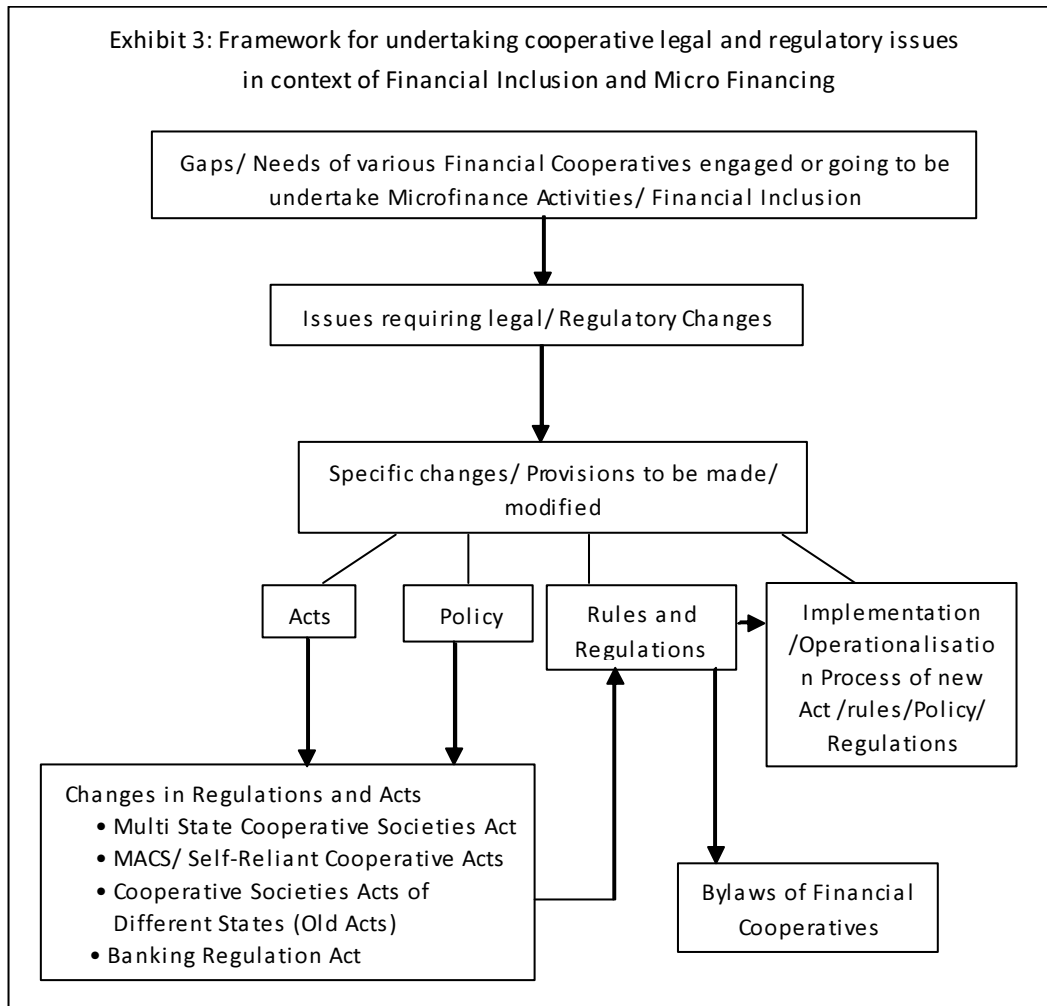 Exhibit 3: Framework for undertaking cooperative legal and regulatory issues
in context of Financial Inclusion and Micro Financing
Gaps/ Needs of various Financial Cooperatives engaged or going to be
undertake Microfinance Activities/ Financial Inclusion
Issues requiring legal/ Regulatory Changes
Specific changes/ Provisions to be made/
modified
Acts
Policy
Rules and
Regulations
Implementation
/Operationalisatio
n Process of new
Act /rules/Policy/
Regulations
Changes in Regulations and Acts
• Multi State Cooperative Societies Act
• MACS/ Self-Reliant Cooperative Acts
• Cooperative Societies Acts of
Different States (Old Acts)
• Banking Regulation Act
Bylaws of Financial
Cooperatives